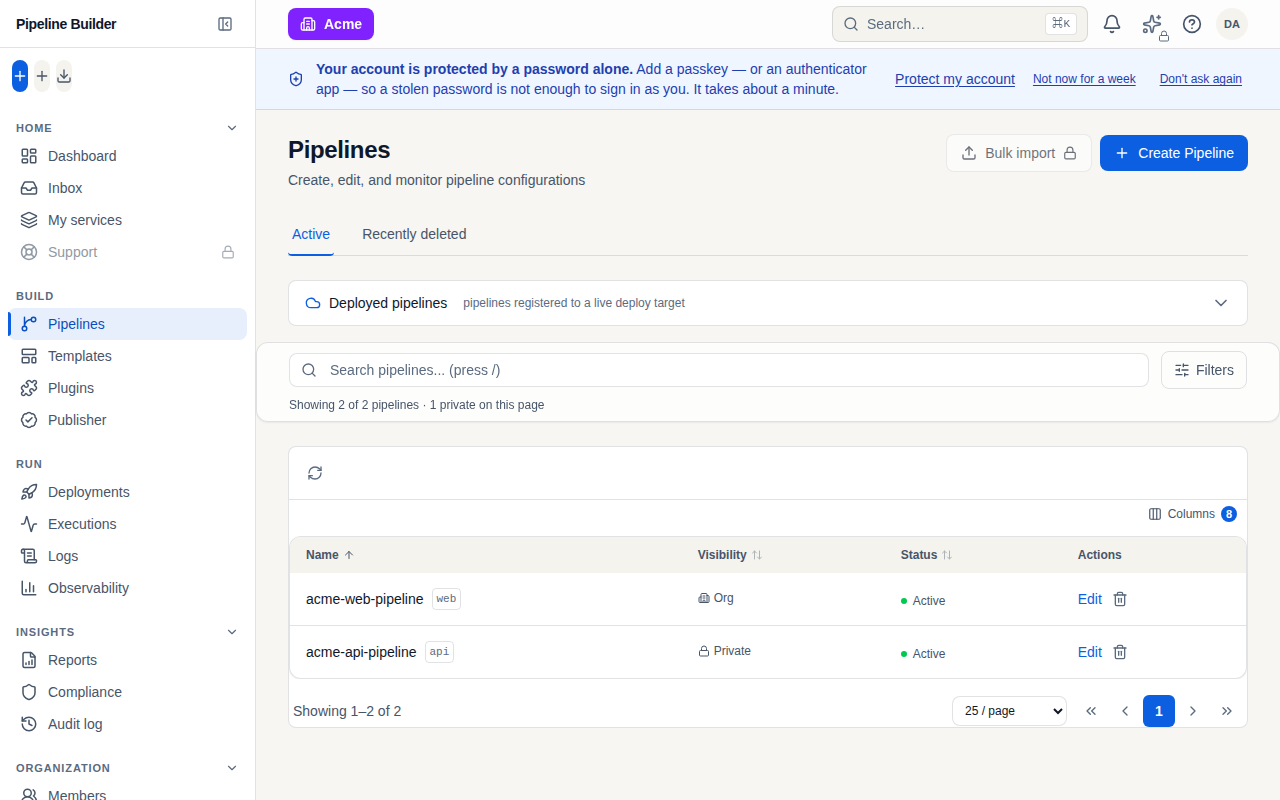 Pipeline Builder
Acme
Search…
⌘K
DA
Your account is protected by a password alone. Add a passkey — or an authenticator
app — so a stolen password is not enough to sign in as you. It takes about a minute.
Protect my account
Not now for a week
Don't ask again
HOME
Dashboard
Inbox
My services
Support
BUILD
Pipelines
Templates
Plugins
Publisher
RUN
Deployments
Executions
Logs
Observability
INSIGHTS
Reports
Compliance
Audit log
ORGANIZATION
Members
Pipelines
Create, edit, and monitor pipeline configurations
Bulk import
Create Pipeline
Active
Recently deleted
Deployed pipelines
pipelines registered to a live deploy target
Search pipelines... (press /)
Filters
Showing 2 of 2 pipelines · 1 private on this page
Columns 8
Name Visibility Status Actions
acme-web-pipeline web Org Active Edit
acme-api-pipeline api Private Active Edit
Showing 1–2 of 2
25 / page
1